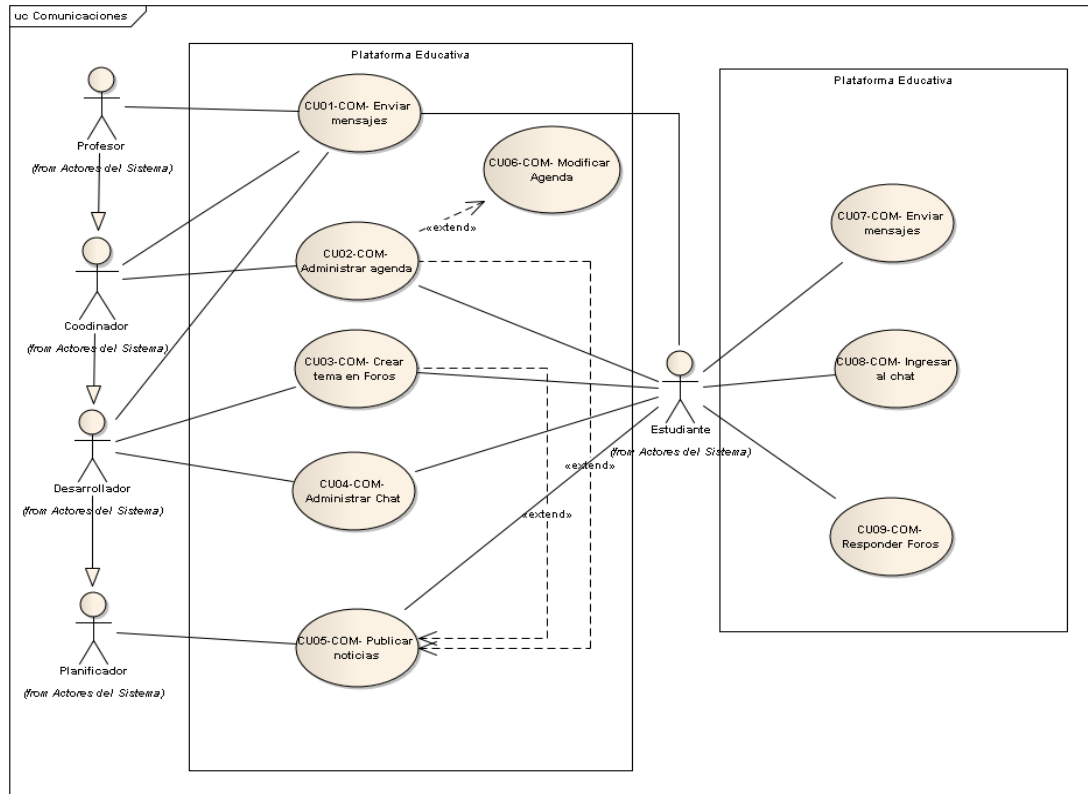 uc Comunicaciones
Plataforma Educativa
Profesor
(from Actores del Sistema)
Coodinador
(from Actores del Sistema)
Desarrollador
(from Actores del Sistema)
Planificador
(from Actores del Sistema)
CU01-COM- Enviar
mensajes
CU06-COM- Modificar
Agenda
«extend»
CU02-COM-
Administrar agenda
CU03-COM- Crear
tema en Foros
CU04-COM-
Administrar Chat
«extend»
«extend»
CU05-COM- Publicar
noticias
Estudiante
(from Actores del Sistema)
Plataforma Educativa
CU07-COM- Enviar
mensajes
CU08-COM- Ingresar
al chat
CU09-COM-
Responder Foros